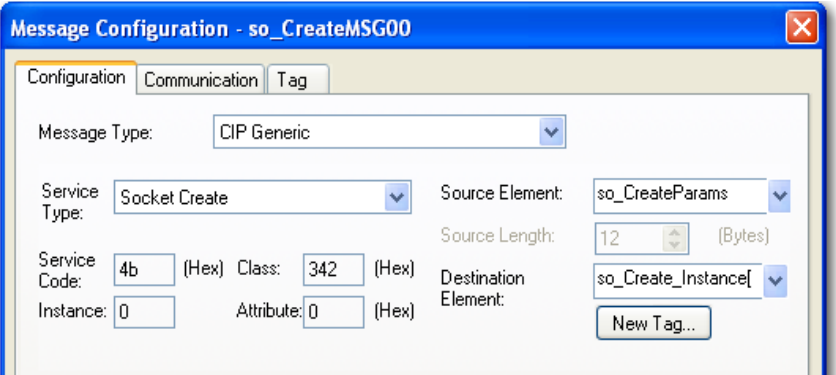 Message Configuration - so_CreateMSG00
Configuration Communication Tag
Message Type: CIP Generic
Service Type: Socket Create
Source Element: so_CreateParams
Source Length: 12 (Bytes)
Service Code: 4b (Hex) Class: 342 (Hex)
Destination Element: so_Create_Instance[
Instance: 0 Attribute: 0 (Hex)
New Tag...